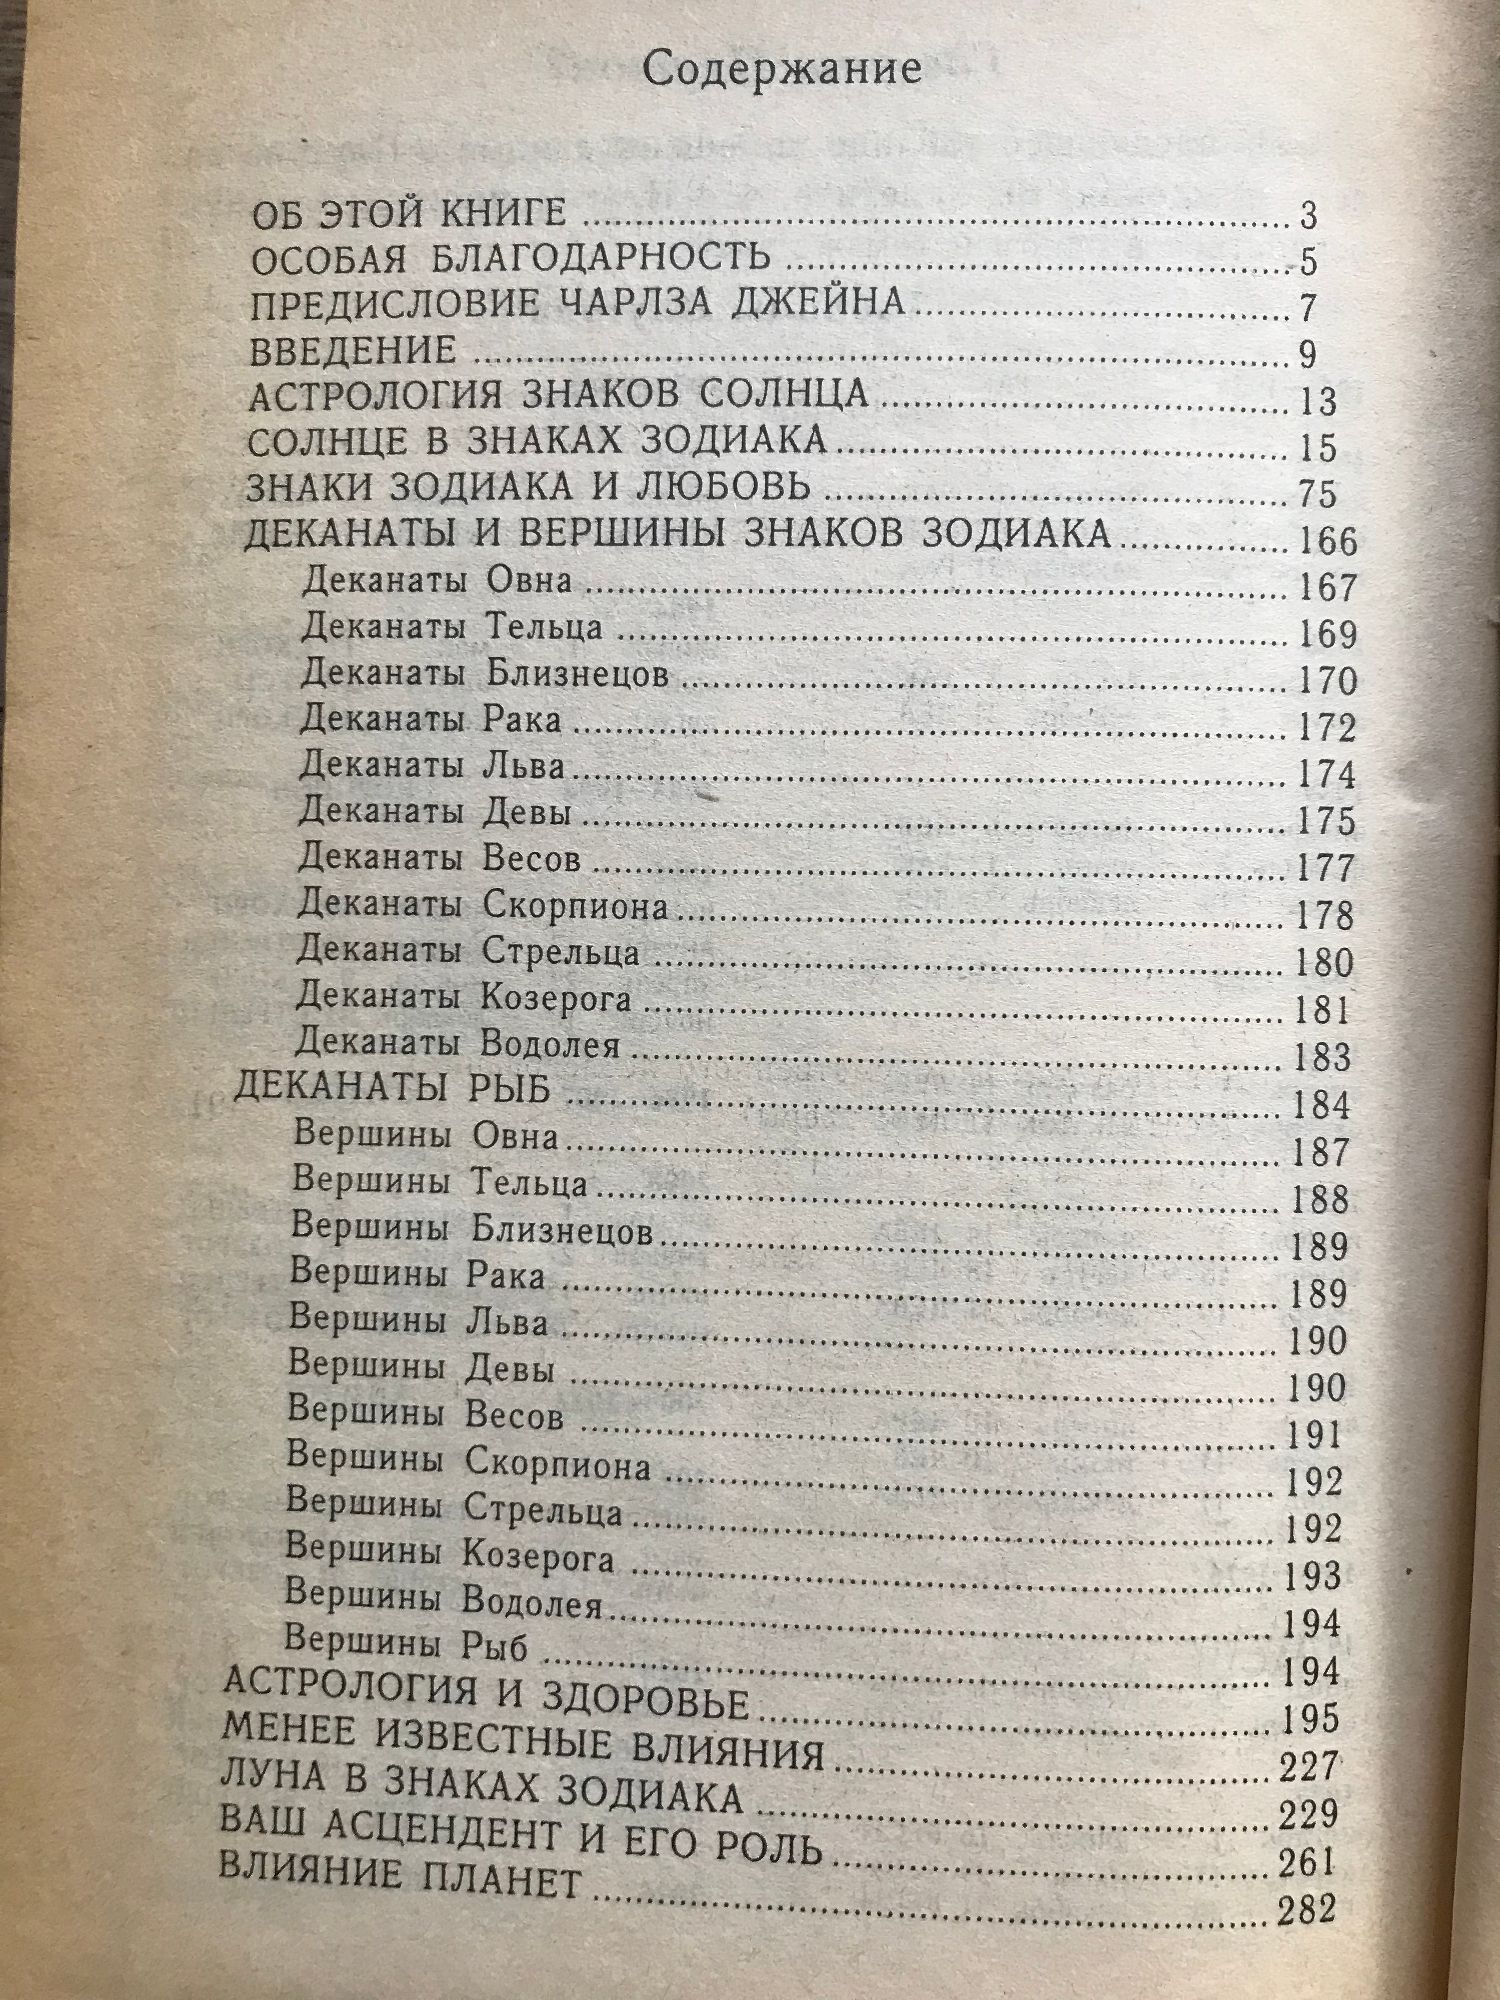 Содержание
ОБ ЭТОЙ КНИГЕ ........ 3
ОСОБАЯ БЛАГОДАРНОСТЬ ........ 5
ПРЕДИСЛОВИЕ ЧАРЛЗА ДЖЕЙНА ........ 7
ВВЕДЕНИЕ ........ 9
АСТРОЛОГИЯ ЗНАКОВ СОЛНЦА ........ 13
СОЛНЦЕ В ЗНАКАХ ЗОДИАКА ........ 15
ЗНАКИ ЗОДИАКА И ЛЮБОВЬ ........ 75
ДЕКАНАТЫ И ВЕРШИНЫ ЗНАКОВ ЗОДИАКА ........ 166
Деканаты Овна ........ 167
Деканаты Тельца ........ 169
Деканаты Близнецов ........ 170
Деканаты Рака ........ 172
Деканаты Льва ........ 174
Деканаты Девы ........ 175
Деканаты Весов ........ 177
Деканаты Скорпиона ........ 178
Деканаты Стрельца ........ 180
Деканаты Козерога ........ 181
Деканаты Водолея ........ 183
ДЕКАНАТЫ РЫБ ........ 184
Вершины Овна ........ 187
Вершины Тельца ........ 188
Вершины Близнецов ........ 189
Вершины Рака ........ 189
Вершины Льва ........ 190
Вершины Девы ........ 190
Вершины Весов ........ 191
Вершины Скорпиона ........ 192
Вершины Стрельца ........ 192
Вершины Козерога ........ 193
Вершины Водолея ........ 194
Вершины Рыб ........ 194
АСТРОЛОГИЯ И ЗДОРОВЬЕ ........ 195
МЕНЕЕ ИЗВЕСТНЫЕ ВЛИЯНИЯ ........ 227
ЛУНА В ЗНАКАХ ЗОДИАКА ........ 229
ВАШ АСЦЕНДЕНТ И ЕГО РОЛЬ ........ 261
ВЛИЯНИЕ ПЛАНЕТ ........ 282